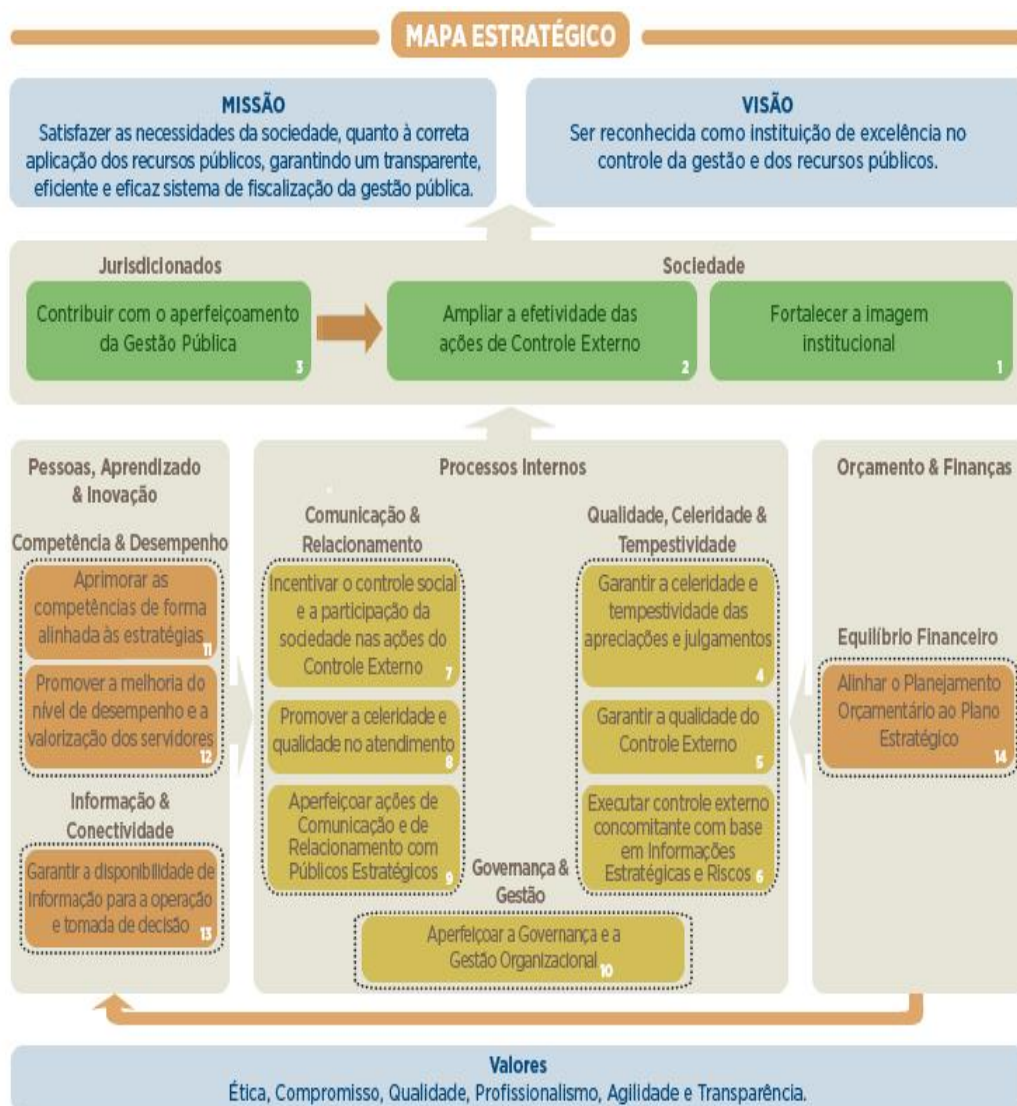 MAPA ESTRATÉGICO
MISSÃO
Satisfazer as necessidades da sociedade, quanto à correta
aplicação dos recursos públicos, garantindo um transparente,
eficiente e eficaz sistema de fiscalização da gestão pública.
VISÃO
Ser reconhecida como instituição de excelência no
controle da gestão e dos recursos públicos.
Jurisdicionados
Contribuir com o aperfeiçoamento
da Gestão Pública
3
Sociedade
Ampliar a efetividade das
ações de Controle Externo
2
Fortalecer a imagem
institucional
1
Pessoas, Aprendizado
& Inovação
Competência & Desempenho
Aprimorar as
competências de forma
alinhada às estratégias
11
Promover a melhoria do
nível de desempenho e a
valorização dos servidores
12
Informação &
Conectividade
Garantir a disponibilidade de
Informação para a operação
e tomada de decisão
13
Processos Internos
Comunicação &
Relacionamento
Incentivar o controle social
e a participação da
sociedade nas ações do
Controle Externo
7
Promover a celeridade e
qualidade no atendimento
8
Aperfeiçoar ações de
Comunicação e de
Relacionamento com
Públicos Estratégicos
9
Qualidade, Celeridade &
Tempestividade
Garantir a celeridade e
tempestividade das
apreciações e julgamentos
4
Garantir a qualidade do
Controle Externo
5
Executar controle externo
concomitante com base
em Informações
Estratégicas e Riscos
6
Governança &
Gestão
Aperfeiçoar a Governança e a
Gestão Organizacional
10
Orçamento & Finanças
Equilíbrio Financeiro
Alinhar o Planejamento
Orçamentário ao Plano
Estratégico
14
Valores
Ética, Compromisso, Qualidade, Profissionalismo, Agilidade e Transparência.